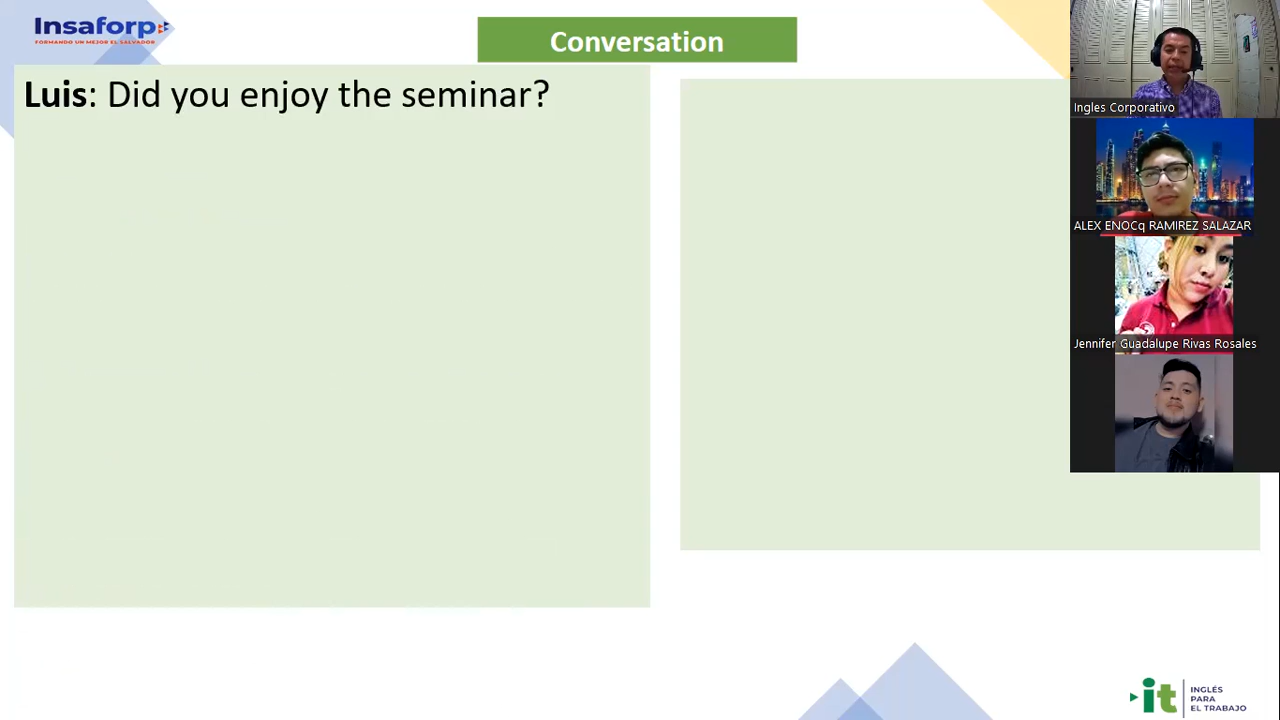 Insaforp
FORMANDO UN MEJOR EL SALVADOR
Conversation
Luis: Did you enjoy the seminar?
Ingles Corporativo
ALEX ENOCq RAMIREZ SALAZAR
Jennifer Guadalupe Rivas Rosales
it
INGLÉS
PARA
EL TRABAJO